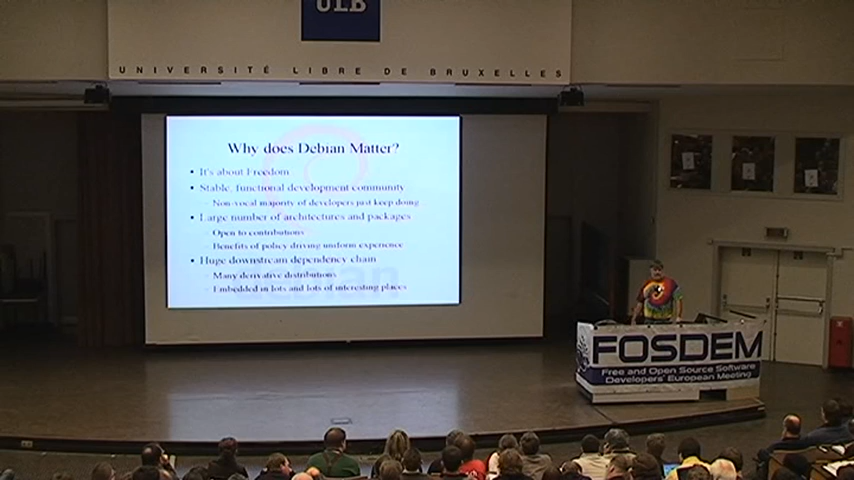 ULB
UNIVERSITÉ LIBRE DE BRUXELLES
Why does Debian Matter?
• It's about Freedom
• Stable, functional development community
– Non-vocal majority of developers just keep doing
• Large number of architectures and packages
– Open to contributions
– Benefits of policy driving uniform experience
• Huge downstream dependency chain
– Many derivative distributions
– Embedded in lots and lots of interesting places
debian
FOSDEM
Free and Open Source Software
Developers' European Meeting